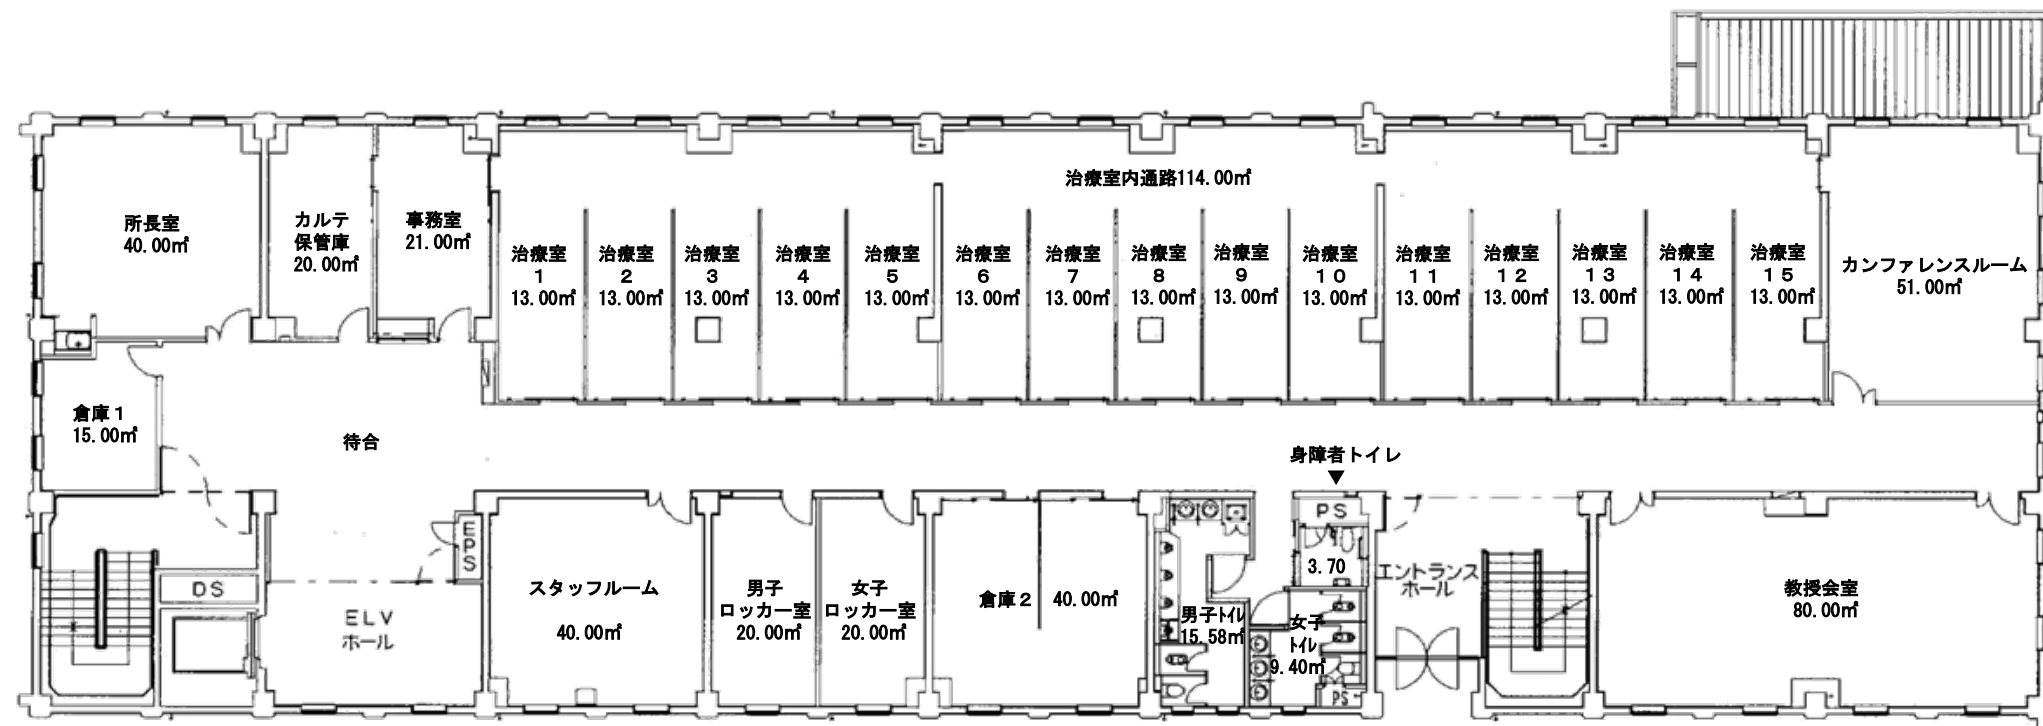 治療室内通路114.00㎡
所長室
40.00㎡
カルテ
保管庫
20.00㎡
事務室
21.00㎡
治療室
1
13.00㎡
治療室
2
13.00㎡
治療室
3
13.00㎡
治療室
4
13.00㎡
治療室
5
13.00㎡
治療室
6
13.00㎡
治療室
7
13.00㎡
治療室
8
13.00㎡
治療室
9
13.00㎡
治療室
10
13.00㎡
治療室
11
13.00㎡
治療室
12
13.00㎡
治療室
13
13.00㎡
治療室
14
13.00㎡
治療室
15
13.00㎡
カンファレンスルーム
51.00㎡
倉庫1
15.00㎡
待合
身障者トイレ
▼
EPS
PS
3.70
DS
ELV
ホール
スタッフルーム
40.00㎡
男子
ロッカー室
20.00㎡
女子
ロッカー室
20.00㎡
倉庫2 40.00㎡
男子トイレ
15.58㎡
女子
トイレ
9.40㎡
PS
エントランス
ホール
教授会室
80.00㎡